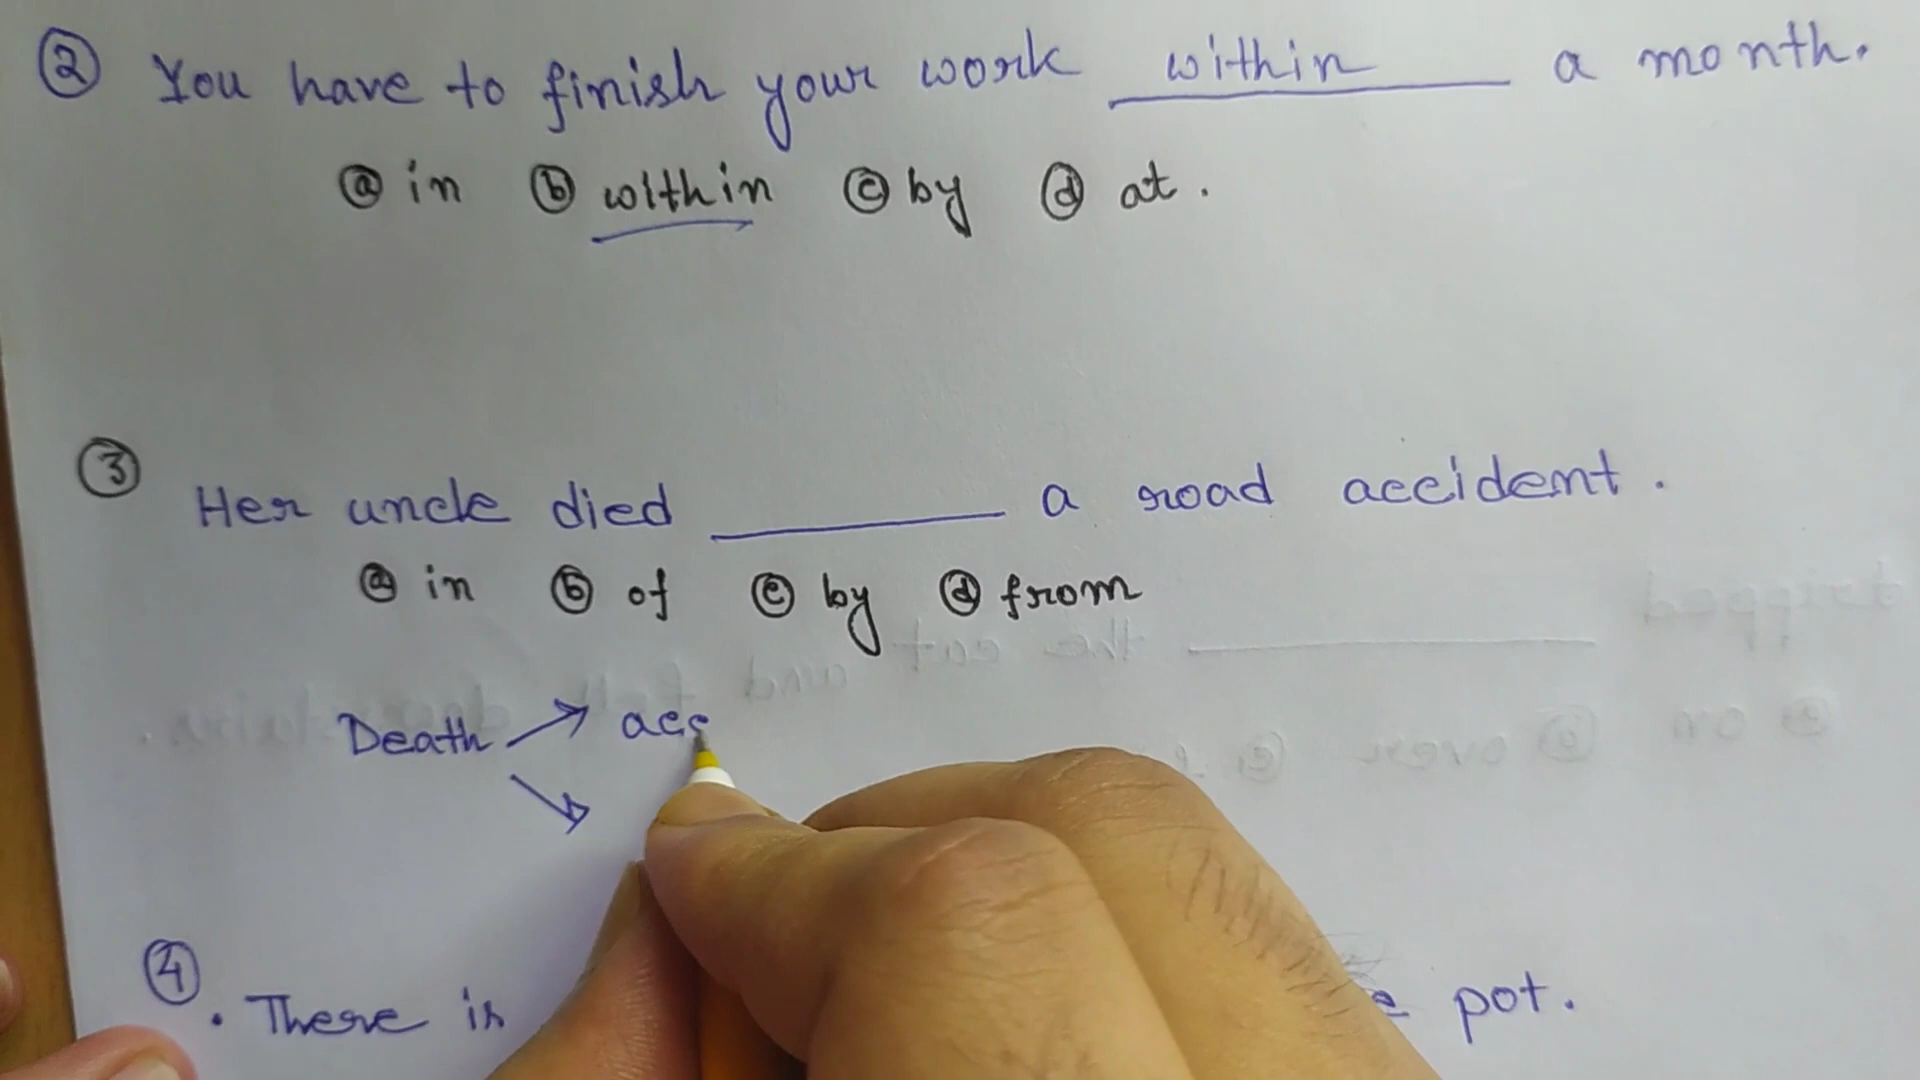 ② You have to finish your work within a month.
ⓐ in ⓑ within ⓒ by ⓓ at.
③ Her uncle died ________ a road accident.
ⓐ in ⓑ of ⓒ by ⓓ from
Death → acc
④. There is pot.